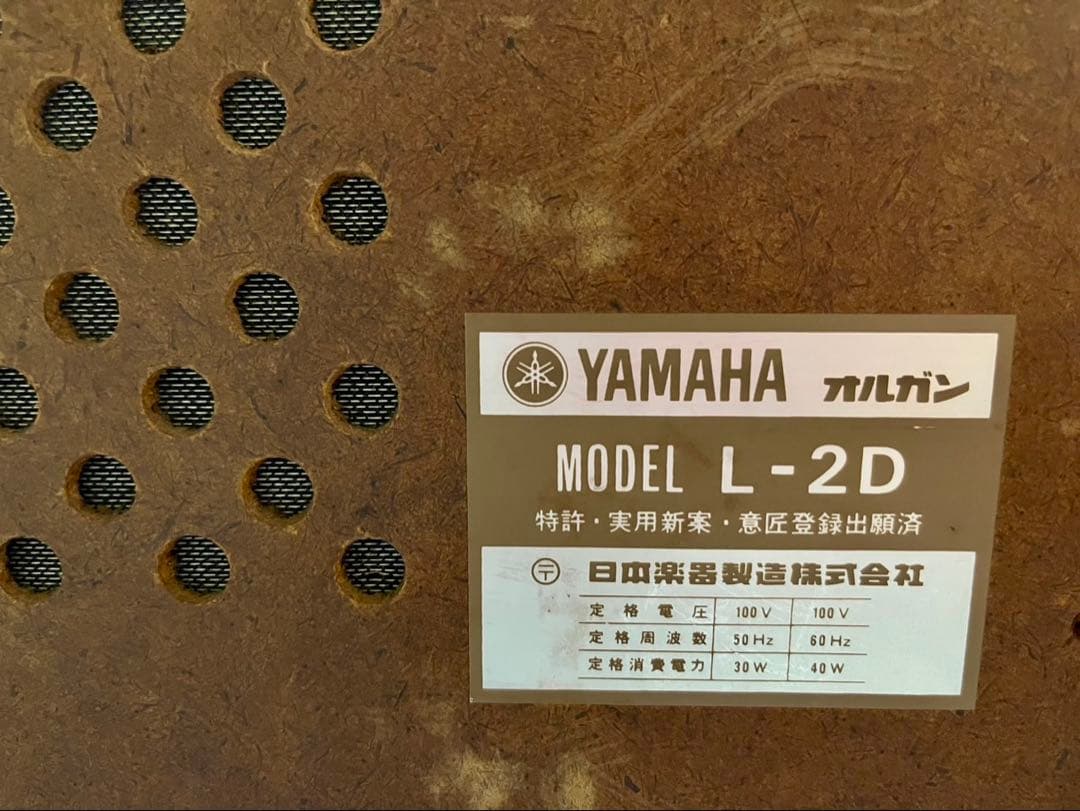 YAMAHA オルガン
MODEL L-2D
特許・実用新案・意匠登録出願済
〒 日本楽器製造株式会社
定格電圧 100V 100V
定格周波数 50Hz 60Hz
定格消費電力 30W 40W